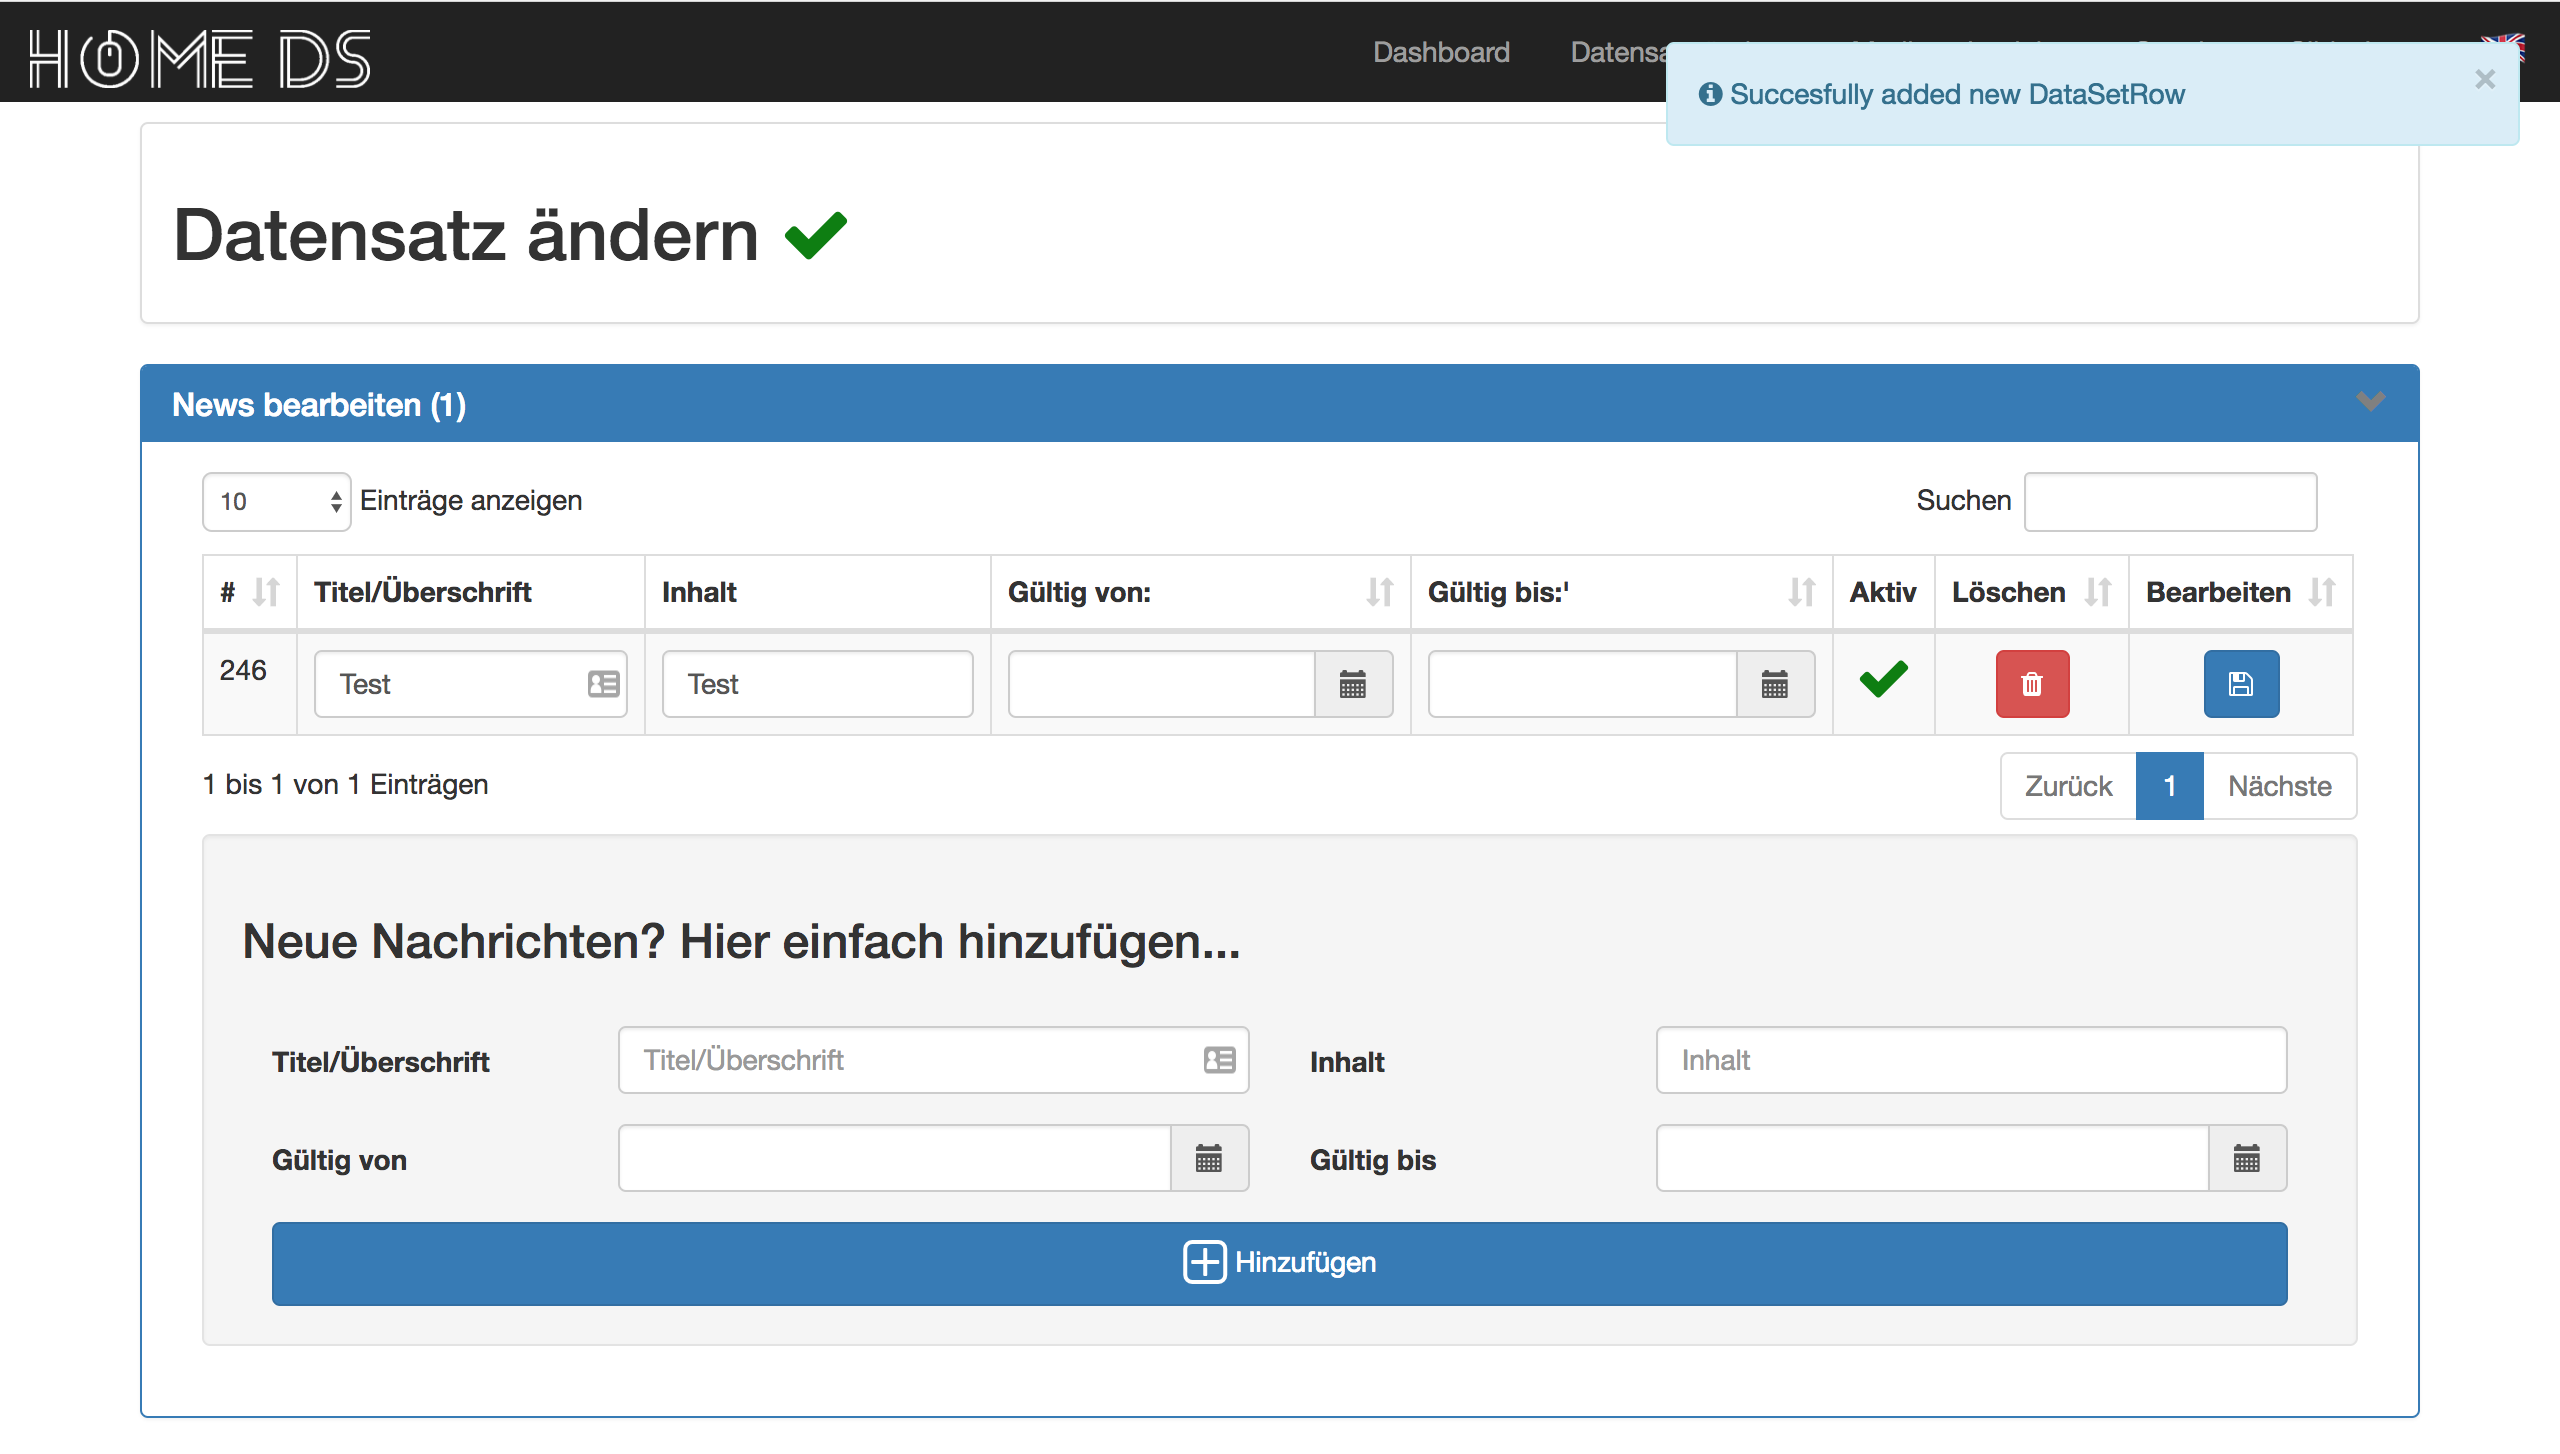 HOME DS
Dashboard
Succesfully added new DataSetRow
×
Datensatz ändern
News bearbeiten (1)
10 Einträge anzeigen
Suchen
# Titel/Überschrift Inhalt Gültig von: Gültig bis:' Aktiv Löschen Bearbeiten
246 Test Test
1 bis 1 von 1 Einträgen
Zurück 1 Nächste
Neue Nachrichten? Hier einfach hinzufügen...
Titel/Überschrift Titel/Überschrift Inhalt Inhalt
Gültig von Gültig bis
Hinzufügen